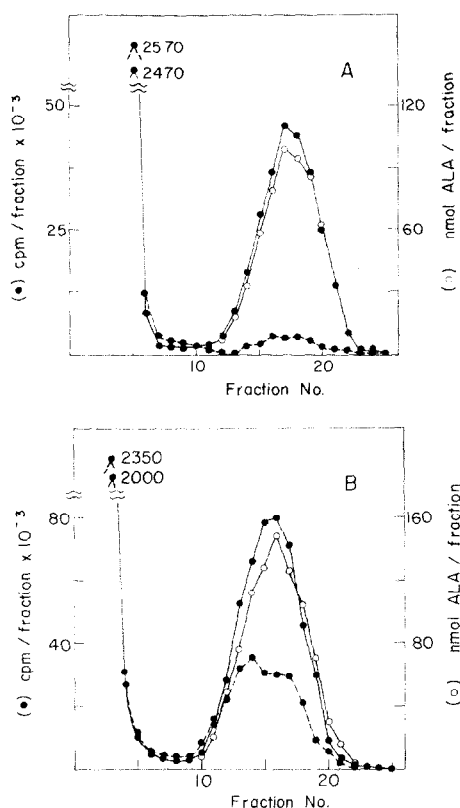 2570
2470
A
50
25
120
60
(●) cpm / fraction x 10⁻³
(○) nmol ALA / fraction
10
20
Fraction No.
2350
2000
B
80
40
160
80
(●) cpm / fraction x 10⁻³
(○) nmol ALA / fraction
10
20
Fraction No.